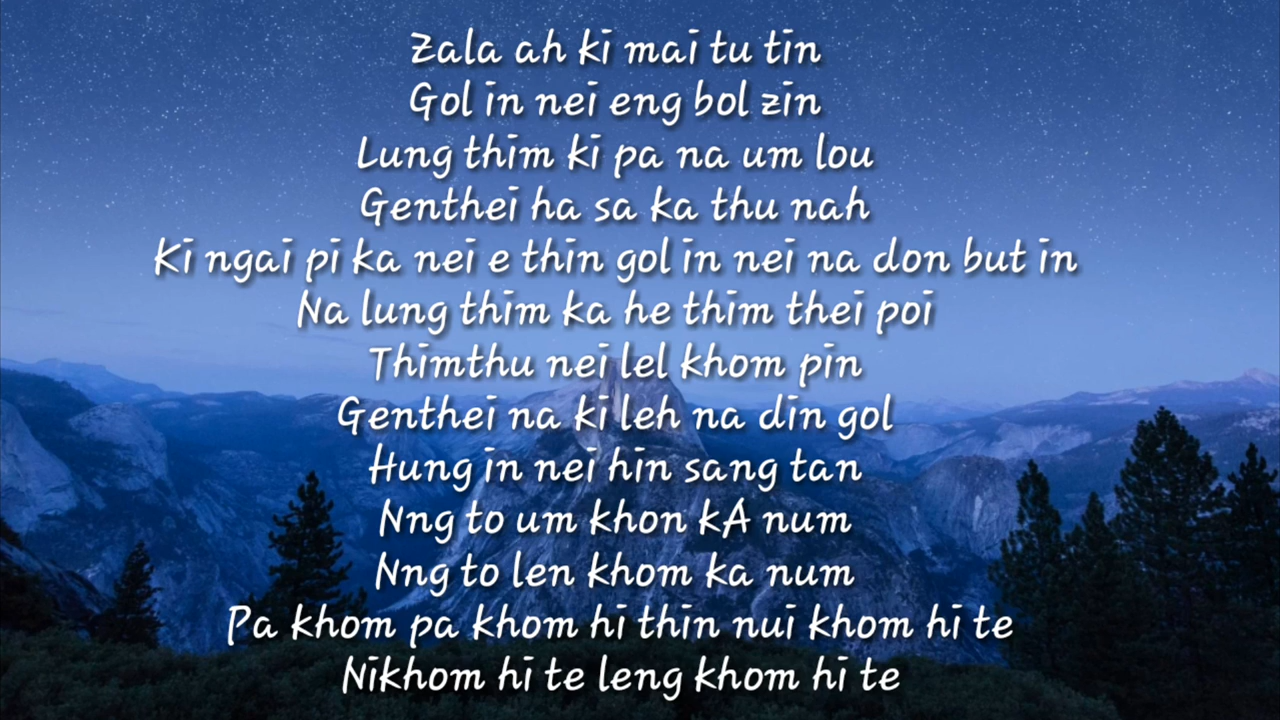 Zala ah ki mai tu tin
Gol in nei eng bol zin
Lung thim ki pa na um lou
Genthei ha sa ka thu nah
Ki ngai pi ka nei e thin gol in nei na don but in
Na lung thim ka he thim thei poi
Thimthu nei lel khom pin
Genthei na ki leh na din gol
Hung in nei hin sang tan
Nng to um khon kA num
Nng to len khom ka num
Pa khom pa khom hi thin nui khom hi te
Nikhom hi te leng khom hi te